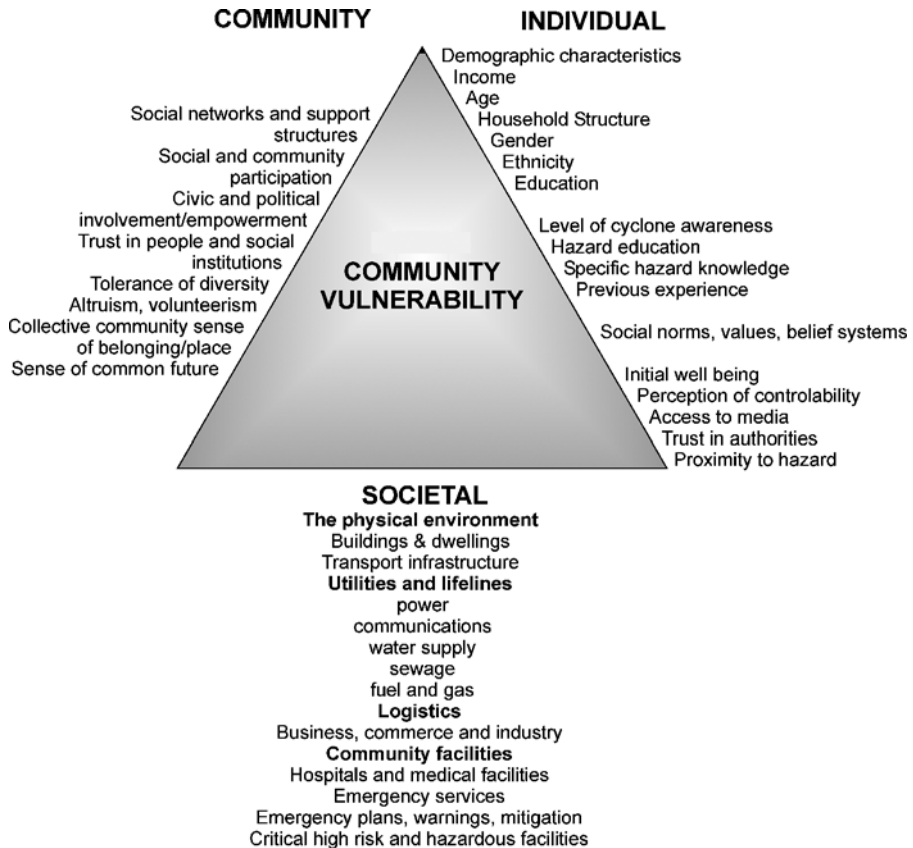 COMMUNITY
INDIVIDUAL
Social networks and support
structures
Social and community
participation
Civic and political
involvement/empowerment
Trust in people and social
institutions
Tolerance of diversity
Altruism, volunteerism
Collective community sense
of belonging/place
Sense of common future
Demographic characteristics
Income
Age
Household Structure
Gender
Ethnicity
Education
Level of cyclone awareness
Hazard education
Specific hazard knowledge
Previous experience
Social norms, values, belief systems
Initial well being
Perception of controlability
Access to media
Trust in authorities
Proximity to hazard
COMMUNITY
VULNERABILITY
SOCIETAL
The physical environment
Buildings & dwellings
Transport infrastructure
Utilities and lifelines
power
communications
water supply
sewage
fuel and gas
Logistics
Business, commerce and industry
Community facilities
Hospitals and medical facilities
Emergency services
Emergency plans, warnings, mitigation
Critical high risk and hazardous facilities